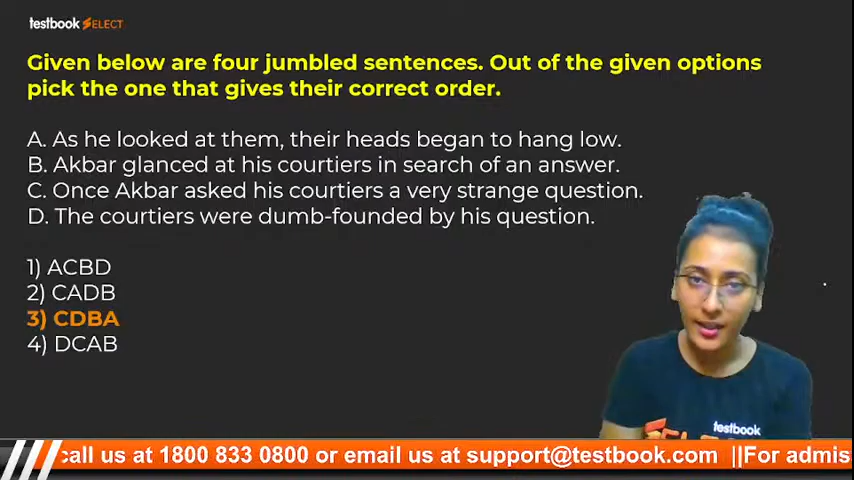 testbook SELECT
Given below are four jumbled sentences. Out of the given options
pick the one that gives their correct order.
A. As he looked at them, their heads began to hang low.
B. Akbar glanced at his courtiers in search of an answer.
C. Once Akbar asked his courtiers a very strange question.
D. The courtiers were dumb-founded by his question.
1) ACBD
2) CADB
3) CDBA
4) DCAB
testbook
call us at 1800 833 0800 or email us at support@testbook.com ||For admis